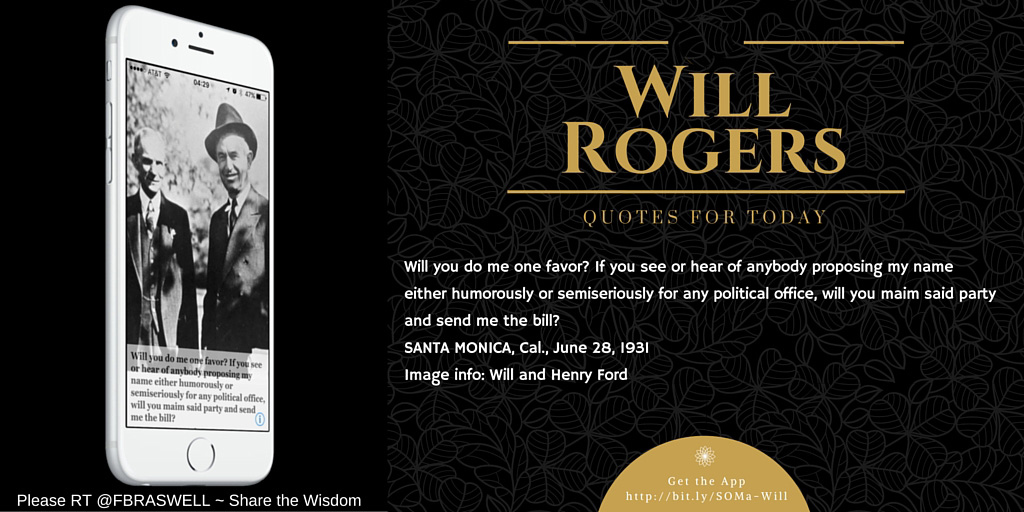 AT&T
04:29
47%
Will you do me one favor? If you see
or hear of anybody proposing my
name either humorously or
semiseriously for any political office,
will you maim said party and send
me the bill?
Please RT @FBRASWELL ~ Share the Wisdom
WILL
ROGERS
QUOTES FOR TODAY
Will you do me one favor? If you see or hear of anybody proposing my name
either humorously or semiseriously for any political office, will you maim said party
and send me the bill?
SANTA MONICA, Cal., June 28, 1931
Image info: Will and Henry Ford
Get the App
http://bit.ly/SOMa-Will